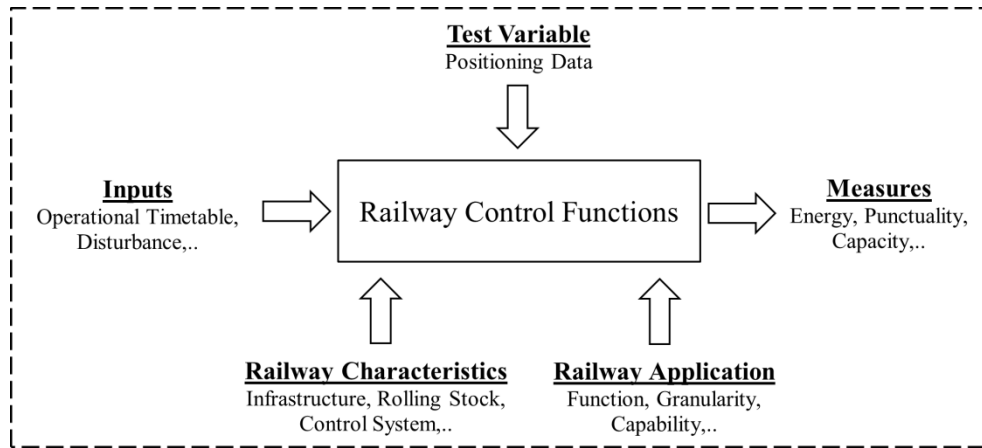 Test Variable
Positioning Data
Inputs
Operational Timetable,
Disturbance,..
Railway Control Functions
Measures
Energy, Punctuality,
Capacity,..
Railway Characteristics
Infrastructure, Rolling Stock,
Control System,..
Railway Application
Function, Granularity,
Capability,..